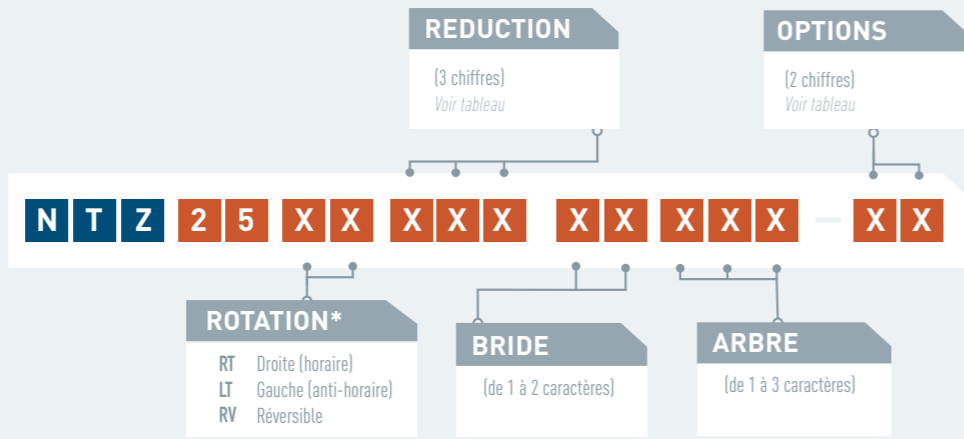 REDUCTION
(3 chiffres)
Voir tableau
OPTIONS
(2 chiffres)
Voir tableau
N T Z 2 5 X X X X X X X X X X – X X
ROTATION*
RT Droite (horaire)
LT Gauche (anti-horaire)
RV Réversible
BRIDE
(de 1 à 2 caractères)
ARBRE
(de 1 à 3 caractères)